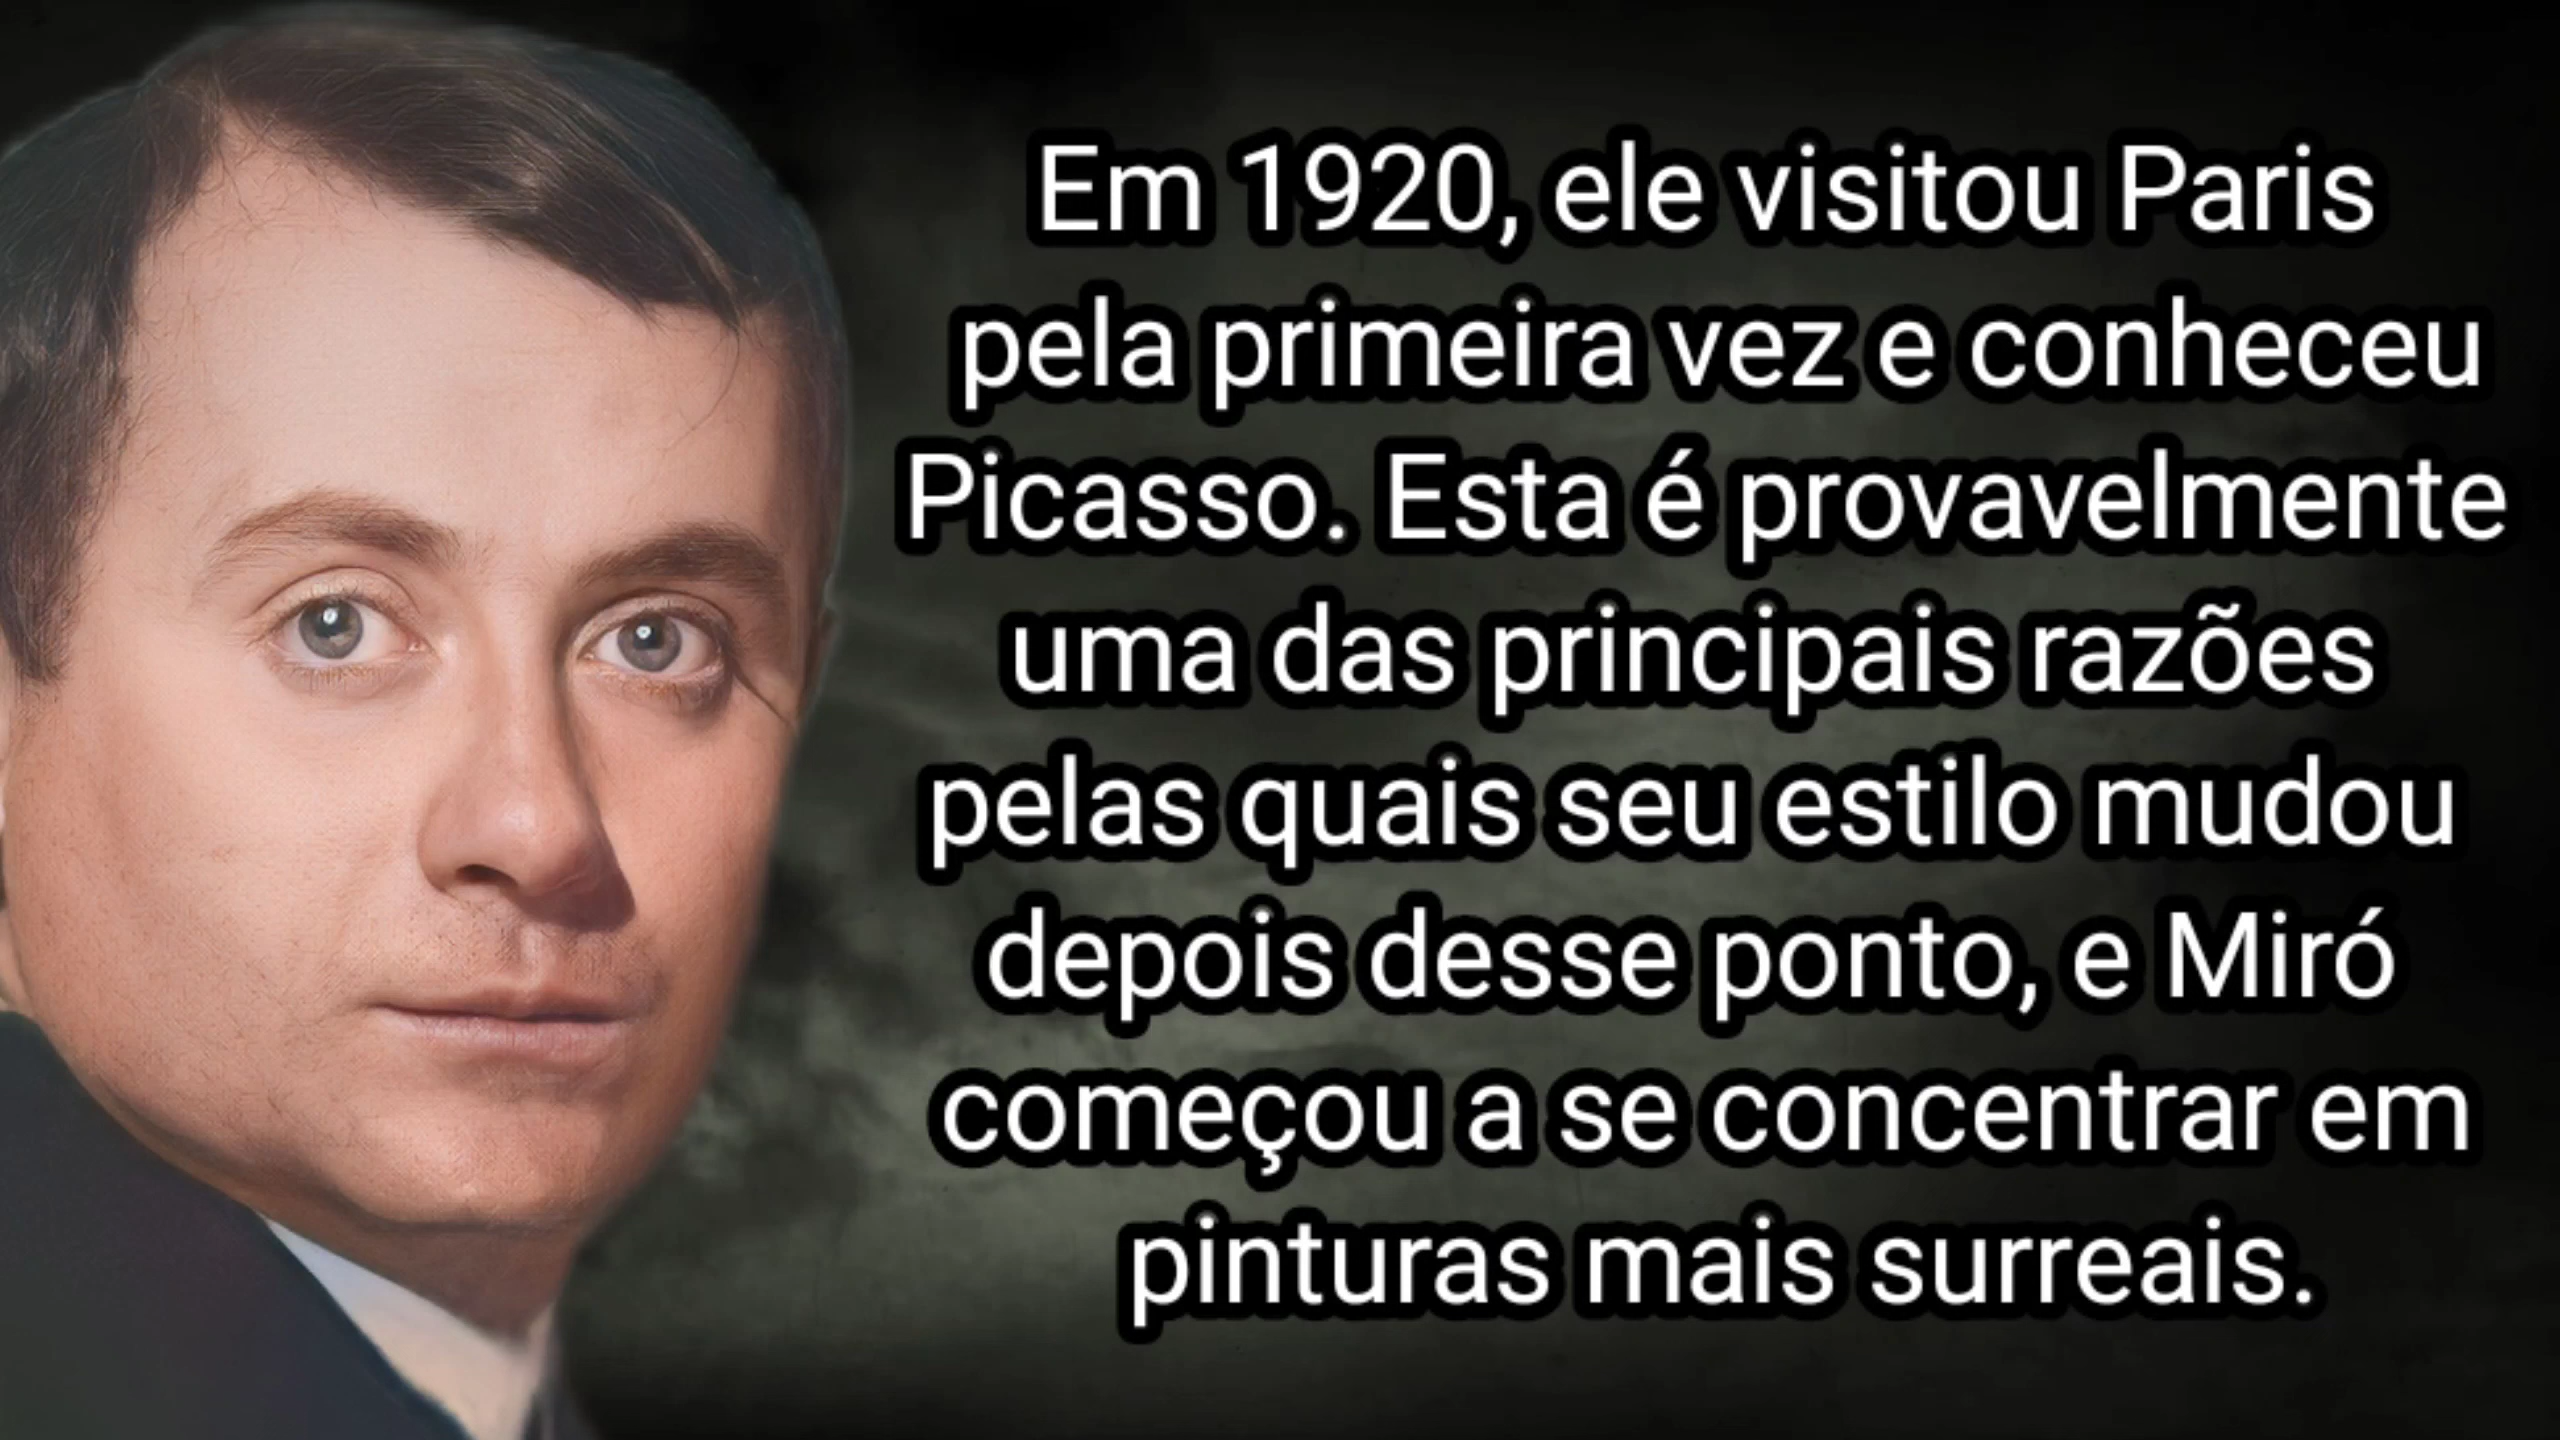 Em 1920, ele visitou Paris
pela primeira vez e conheceu
Picasso. Esta é provavelmente
uma das principais razões
pelas quais seu estilo mudou
depois desse ponto, e Miró
começou a se concentrar em
pinturas mais surreais.